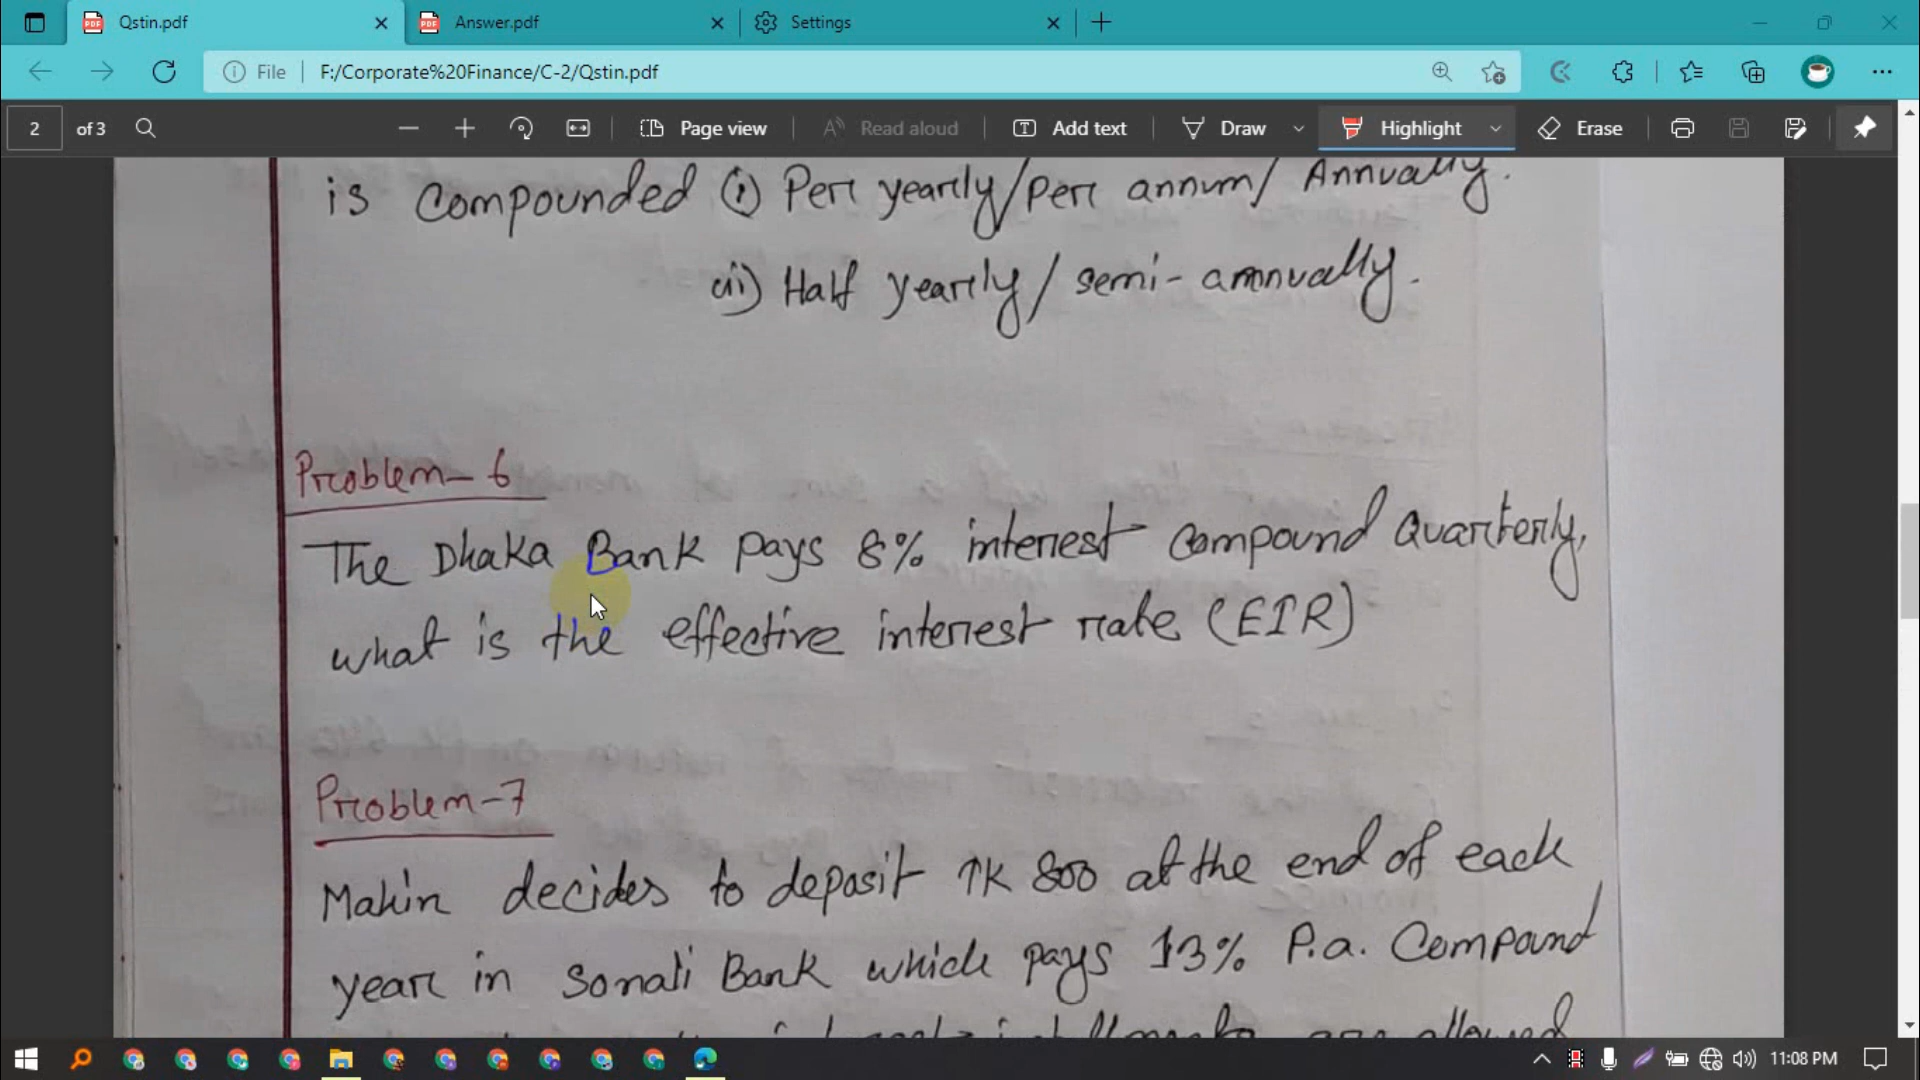 Qstin.pdf
Answer.pdf
Settings
File
F:/Corporate%20Finance/C-2/Qstin.pdf
2 of 3
Page view
Read aloud
Add text
Draw
Highlight
Erase
is compounded (i) Per yearly/per annum/ Annually.
(ii) Half yearly/ semi-annually.
Problem-6
The Dhaka Bank pays 8% interest compound Quarterly,
what is the effective interest rate (EIR)
Problem-7
Makin decides to deposit TK 800 at the end of each
year in Sonali Bank which pays 13% P.a. Compound
allowed
11:08 PM